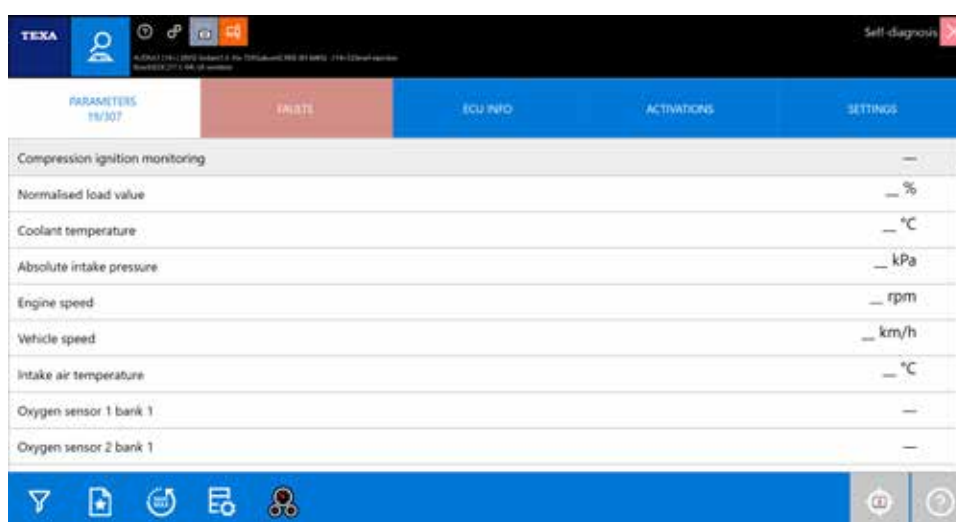 TEXA
Self-diagnosis
PARAMETERS
19/307
FAULTS
ECU INFO
ACTIVATIONS
SETTINGS
Compression ignition monitoring —
Normalised load value — %
Coolant temperature — °C
Absolute intake pressure — kPa
Engine speed — rpm
Vehicle speed — km/h
Intake air temperature — °C
Oxygen sensor 1 bank 1 —
Oxygen sensor 2 bank 1 —